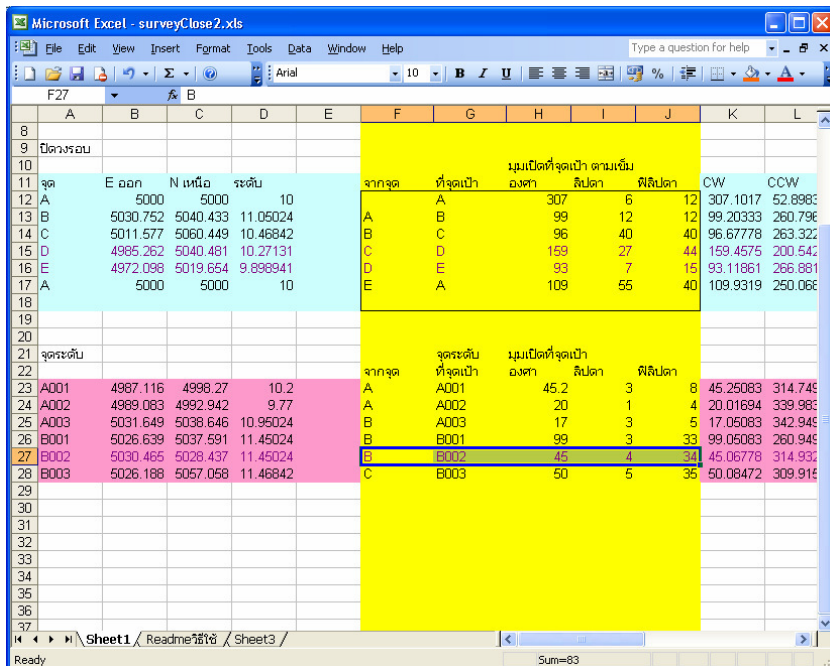 Microsoft Excel - surveyClose2.xls
File Edit View Insert Format Tools Data Window Help Type a question for help
Arial 10 B I U %
F27 fx B
A B C D E F G H I J K L
8
9 ปิดวงรอบ
10 มุมเปิดที่จุดเป้า ตามเข็ม
11 จุด E ออก N เหนือ ระดับ จากจุด ที่จุดเป้า องศา ลิปดา ฟิลิปดา CW CCW
12 A 5000 5000 10 A 307 6 12 307.1017 52.8983
13 B 5030.752 5040.433 11.05024 A B 99 12 12 99.20333 260.796
14 C 5011.577 5060.449 10.46842 B C 96 40 40 96.67778 263.322
15 D 4985.262 5040.481 10.27131 C D 159 27 44 159.4575 200.542
16 E 4972.098 5019.654 9.898941 D E 93 7 15 93.11861 266.881
17 A 5000 5000 10 E A 109 55 40 109.9319 250.068
18
19
20
21 จุดระดับ จุดระดับ มุมเปิดที่จุดเป้า
22 จากจุด ที่จุดเป้า องศา ลิปดา ฟิลิปดา
23 A001 4987.116 4998.27 10.2 A A001 45.2 3 8 45.25083 314.749
24 A002 4989.083 4992.942 9.77 A A002 20 1 4 20.01694 339.983
25 A003 5031.649 5038.646 10.95024 B A003 17 3 5 17.05083 342.949
26 B001 5026.639 5037.591 11.45024 B B001 99 3 33 99.05083 260.949
27 B002 5030.465 5028.437 11.45024 B B002 45 4 34 45.06778 314.932
28 B003 5026.188 5057.058 11.46842 C B003 50 5 35 50.08472 309.915
29
30
31
32
33
34
35
36
37
Sheet1 Readmeวิธีใช้ Sheet3
Ready Sum=83